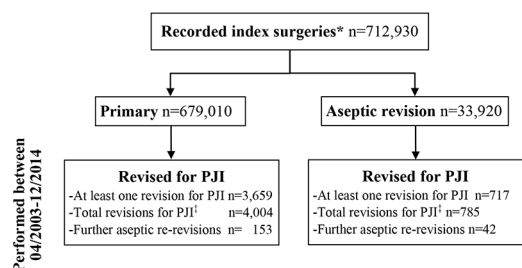 Recorded index surgeries* n=712,930
Primary n=679,010
Aseptic revision n=33,920
Performed between
04/2003-12/2014
Revised for PJI
-At least one revision for PJI n=3,659
-Total revisions for PJI‡ n=4,004
-Further aseptic re-revisions n= 153
Revised for PJI
-At least one revision for PJI n=717
-Total revisions for PJI‡ n=785
-Further aseptic re-revisions n=42